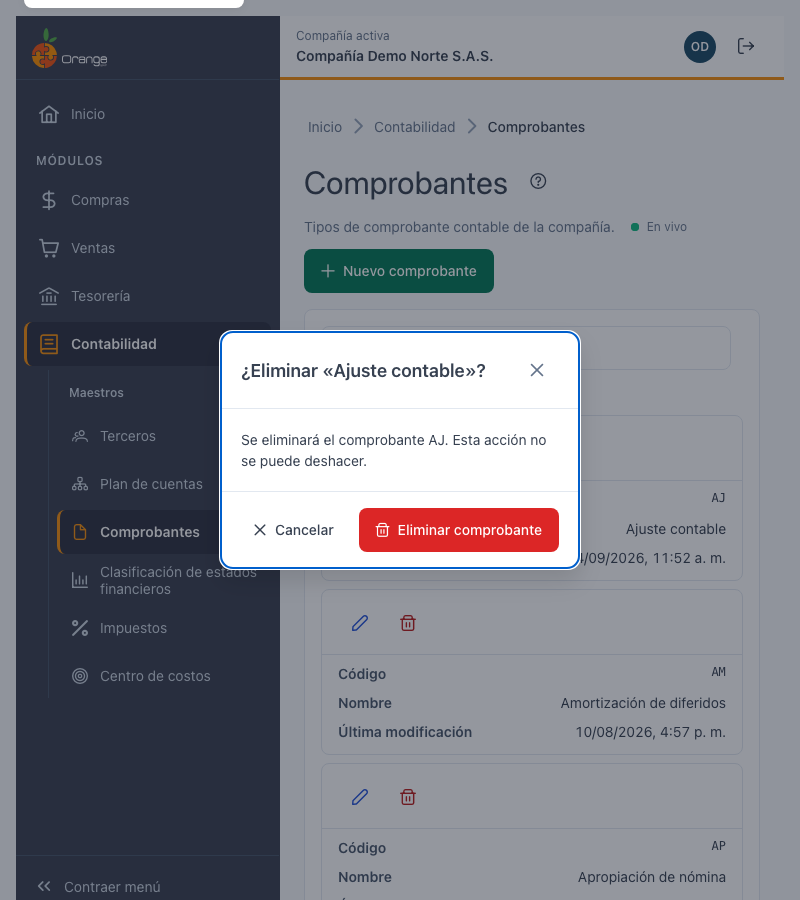 Orange
Compañía activa
Compañía Demo Norte S.A.S.
OD
Inicio
MÓDULOS
Compras
Ventas
Tesorería
Contabilidad
Maestros
Terceros
Plan de cuentas
Comprobantes
Clasificación de estados
financieros
Impuestos
Centro de costos
Contraer menú
Inicio
Contabilidad
Comprobantes
Comprobantes
Tipos de comprobante contable de la compañía.
En vivo
Nuevo comprobante
¿Eliminar «Ajuste contable»?
Se eliminará el comprobante AJ. Esta acción no
se puede deshacer.
Cancelar
Eliminar comprobante
AJ
Ajuste contable
/09/2026, 11:52 a. m.
Código AM
Nombre Amortización de diferidos
Última modificación 10/08/2026, 4:57 p. m.
Código AP
Nombre Apropiación de nómina